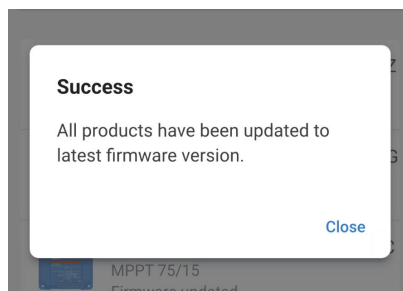 Success
All products have been updated to
latest firmware version.
Close
MPPT 75/15
Firmware updated